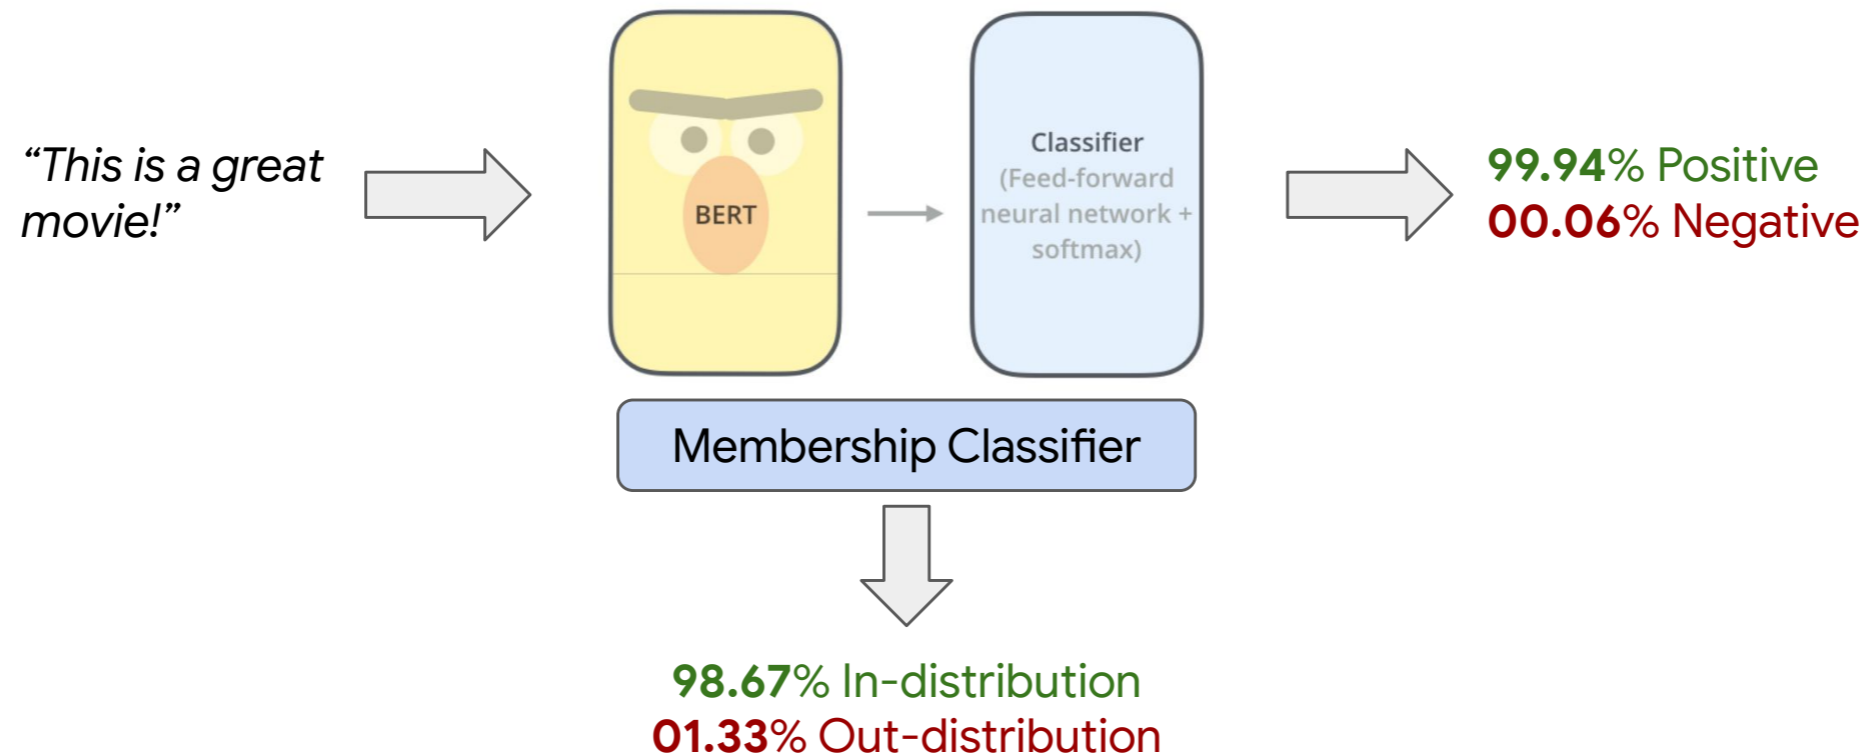 “This is a great
movie!”
BERT
Classifier
(Feed-forward
neural network +
softmax)
99.94% Positive
00.06% Negative
Membership Classifier
98.67% In-distribution
01.33% Out-distribution